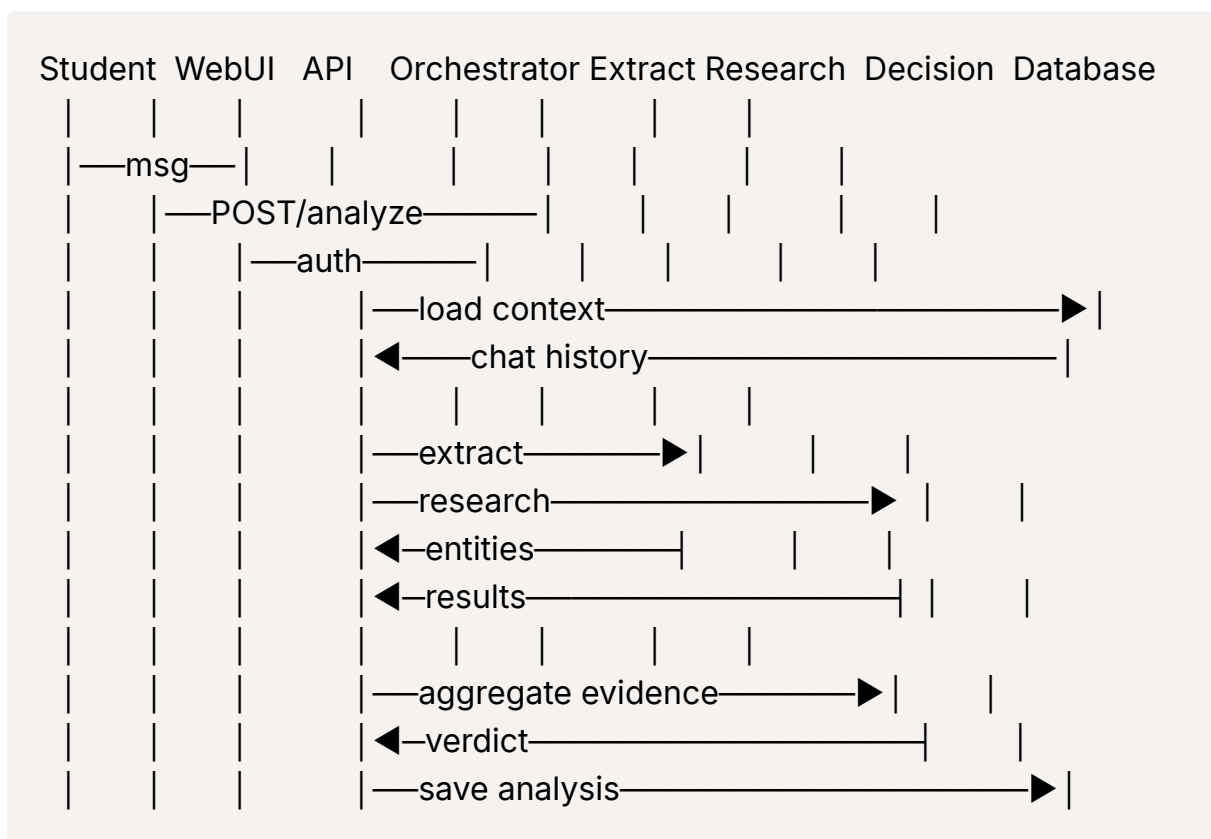 Student WebUI API Orchestrator Extract Research Decision Database
msg
POST/analyze
auth
load context
chat history
extract
research
entities
results
aggregate evidence
verdict
save analysis